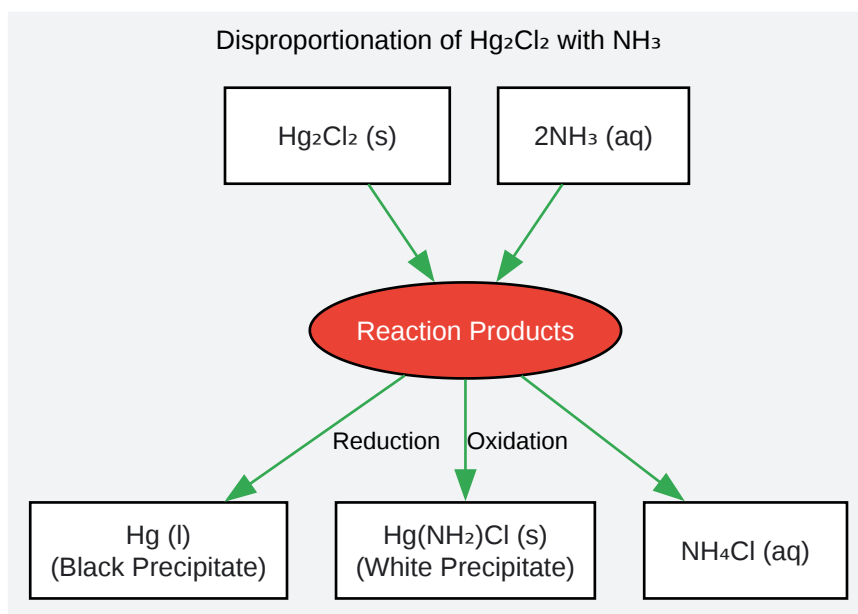 Disproportionation of Hg₂Cl₂ with NH₃
Hg₂Cl₂ (s)
2NH₃ (aq)
Reaction Products
Reduction
Oxidation
Hg (l)
(Black Precipitate)
Hg(NH₂)Cl (s)
(White Precipitate)
NH₄Cl (aq)